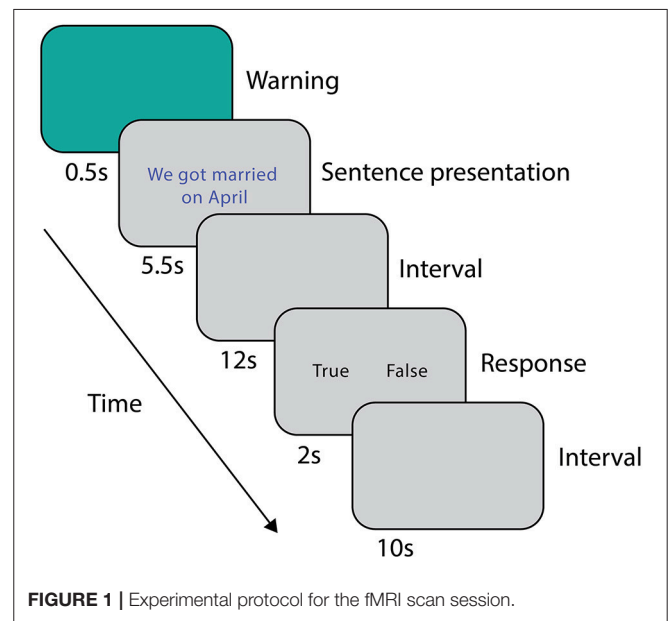 Warning
0.5s
We got married
on April
Sentence presentation
5.5s
Interval
12s
True False
Response
Time
2s
Interval
10s
FIGURE 1 | Experimental protocol for the fMRI scan session.